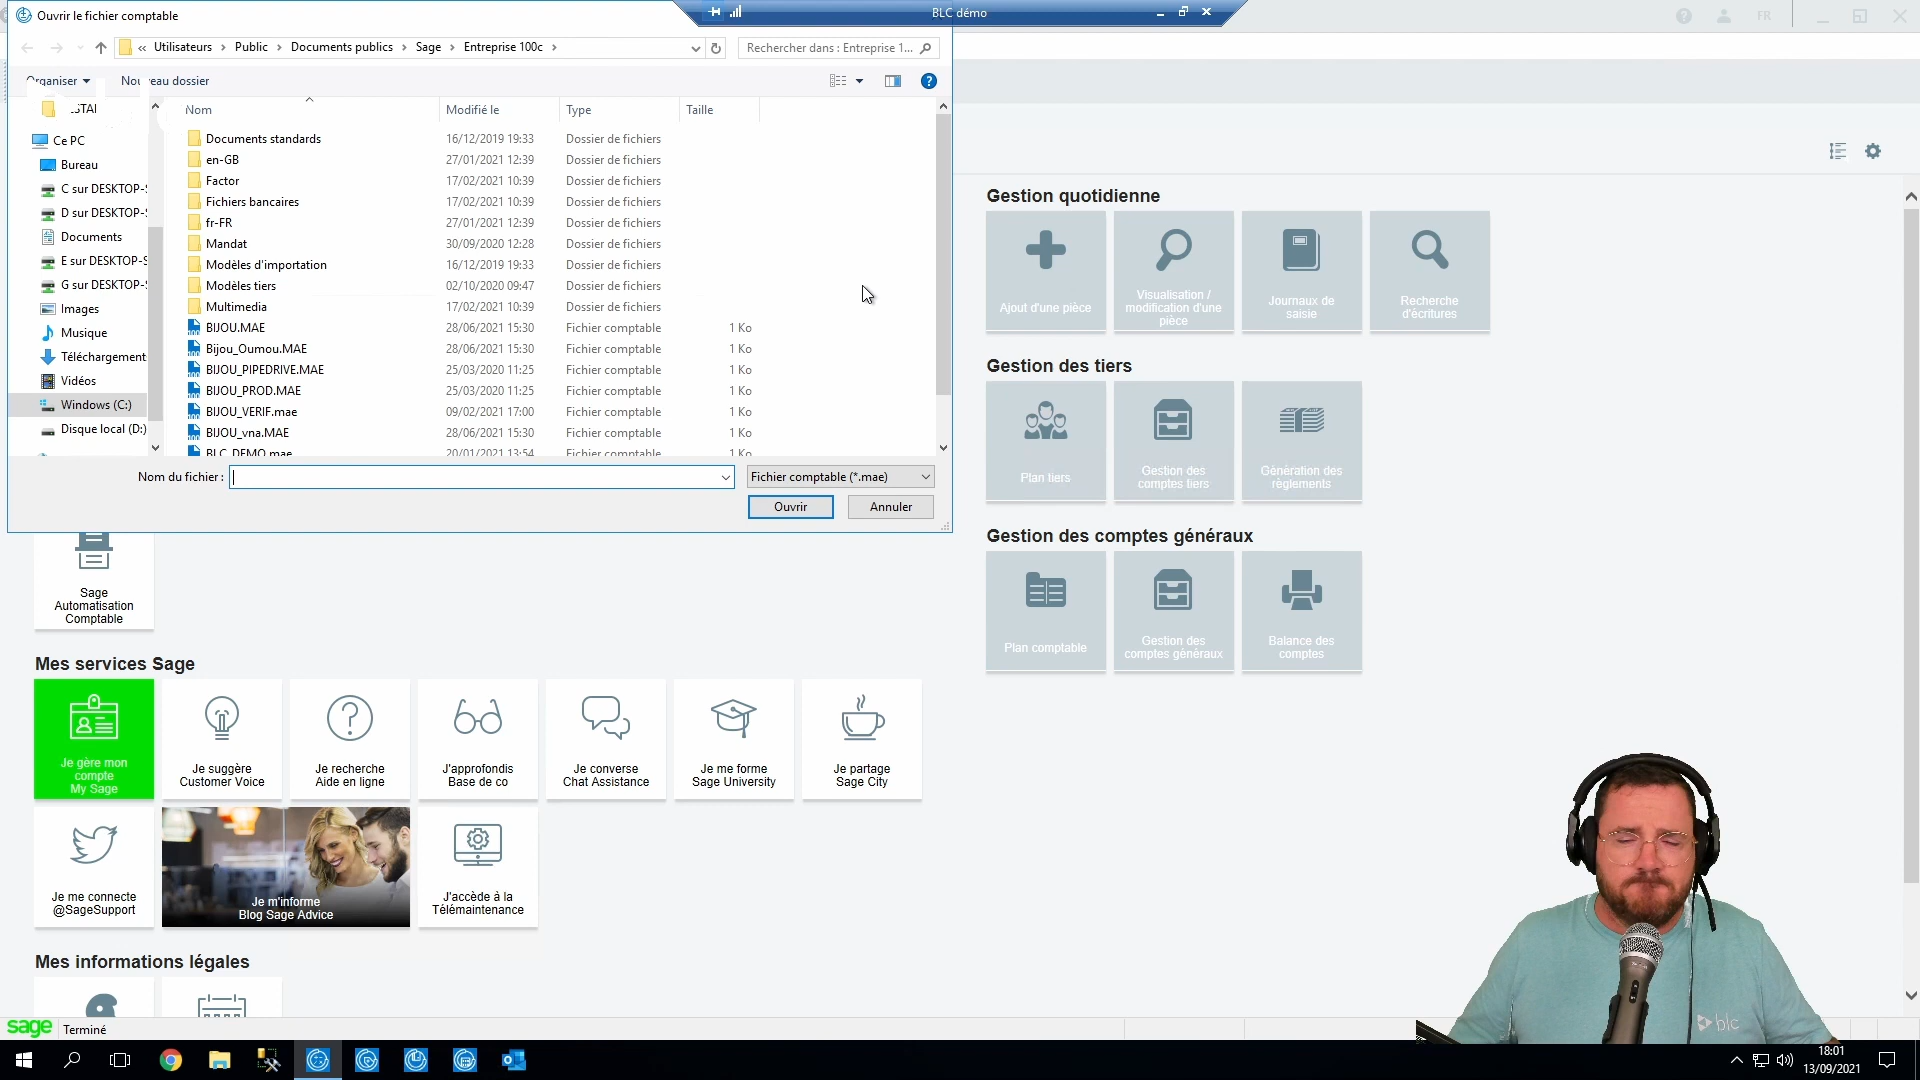 Ouvrir le fichier comptable
BLC démo
FR
« Utilisateurs > Public > Documents publics > Sage > Entreprise 100c >
Rechercher dans : Entreprise 1...
Organiser
Nouveau dossier
Ce PC
Bureau
C sur DESKTOP-S
D sur DESKTOP-S
Documents
E sur DESKTOP-S
G sur DESKTOP-S
Images
Musique
Téléchargement
Vidéos
Windows (C:)
Disque local (D:)
Nom Modifié le Type Taille
Documents standards 16/12/2019 19:33 Dossier de fichiers
en-GB 27/01/2021 12:39 Dossier de fichiers
Factor 17/02/2021 10:39 Dossier de fichiers
Fichiers bancaires 17/02/2021 10:39 Dossier de fichiers
fr-FR 27/01/2021 12:39 Dossier de fichiers
Mandat 30/09/2020 12:28 Dossier de fichiers
Modèles d'importation 16/12/2019 19:33 Dossier de fichiers
Modèles tiers 02/10/2020 09:47 Dossier de fichiers
Multimedia 17/02/2021 10:39 Dossier de fichiers
BIJOU.MAE 28/06/2021 15:30 Fichier comptable 1 Ko
Bijou_Oumou.MAE 28/06/2021 15:30 Fichier comptable 1 Ko
BIJOU_PIPEDRIVE.MAE 25/03/2020 11:25 Fichier comptable 1 Ko
BIJOU_PROD.MAE 25/03/2020 11:25 Fichier comptable 1 Ko
BIJOU_VERIF.mae 09/02/2021 17:00 Fichier comptable 1 Ko
BIJOU_vna.MAE 28/06/2021 15:30 Fichier comptable 1 Ko
BLC_DEMO.mae 20/01/2021 13:54 Fichier comptable 1 Ko
Nom du fichier :
Fichier comptable (*.mae)
Ouvrir
Annuler
Gestion quotidienne
Ajout d'une pièce
Visualisation /
modification d'une
pièce
Journaux de
saisie
Recherche
d'écritures
Gestion des tiers
Plan tiers
Gestion des
comptes tiers
Génération des
règlements
Gestion des comptes généraux
Plan comptable
Gestion des
comptes généraux
Balance des
comptes
Sage
Automatisation
Comptable
Mes services Sage
Je gère mon
compte
My Sage
Je suggère
Customer Voice
Je recherche
Aide en ligne
J'approfondis
Base de co
Je converse
Chat Assistance
Je me forme
Sage University
Je partage
Sage City
Je me connecte
@SageSupport
Je m'informe
Blog Sage Advice
J'accède à la
Télémaintenance
Mes informations légales
blc
sage
Terminé
18:01
13/09/2021